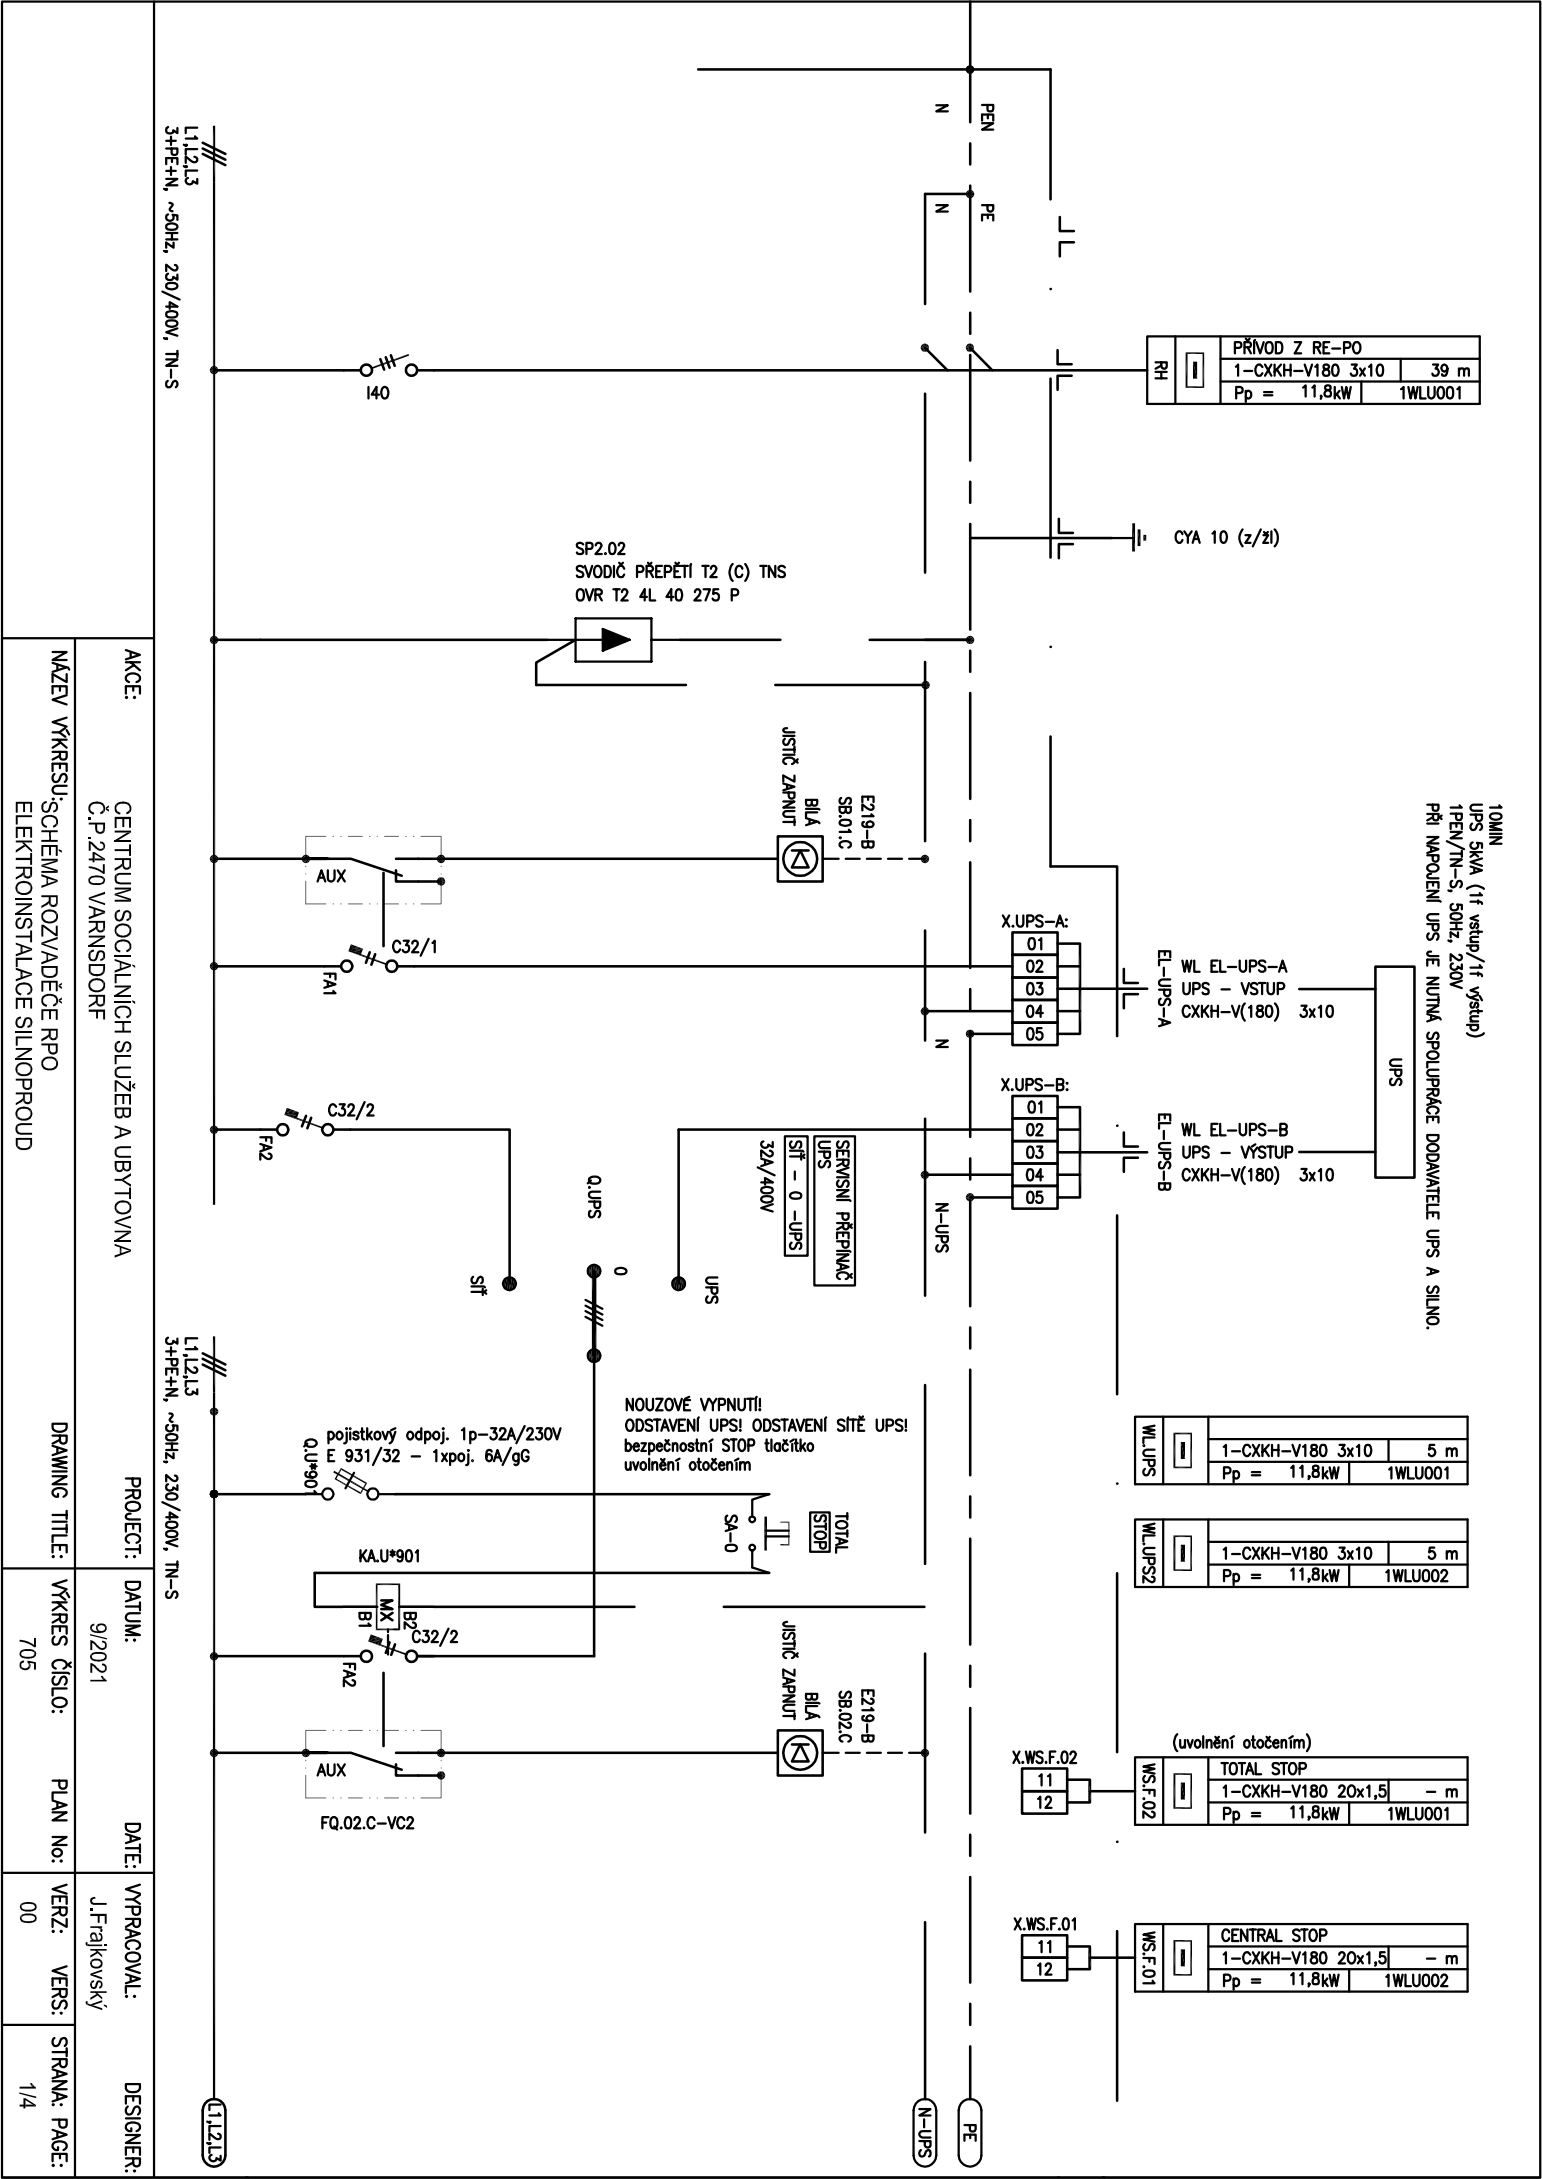 PEN
N
PE
N
L1,L2,L3
3+PE+N, ~50Hz, 230/400V, TN-S
I40
PŘÍVOD Z RE-PO
1-CXKH-V180 3x10 39 m
Pp = 11,8kW 1WLU001
RH
CYA 10 (z/žl)
SP2.02
SVODIČ PŘEPĚTÍ T2 (C) TNS
OVR T2 4L 40 275 P
10MIN
UPS 5kVA (1f vstup/1f výstup)
1PEN/TN-S, 50Hz, 230V
PŘI NAPOJENÍ UPS JE NUTNÁ SPOLUPRÁCE DODAVATELE UPS A SILNO.
E219-B
SB.01.C
BÍLÁ
JISTIČ ZAPNUT
AUX
C32/1
FA1
X.UPS-A:
01
02
03
04
05
N
EL-UPS-A
WL EL-UPS-A
UPS - VSTUP
CXKH-V(180) 3x10
UPS
X.UPS-B:
01
02
03
04
05
EL-UPS-B
WL EL-UPS-B
UPS - VÝSTUP
CXKH-V(180) 3x10
C32/2
FA2
SERVISNÍ PŘEPÍNAČ
UPS
SÍŤ - 0 -UPS
32A/400V
N-UPS
Q.UPS
SÍŤ
0
UPS
L1,L2,L3
3+PE+N, ~50Hz, 230/400V, TN-S
pojistkový odpoj. 1p-32A/230V
E 931/32 - 1xpoj. 6A/gG
Q.U*901
NOUZOVÉ VYPNUTÍ!
ODSTAVENÍ UPS! ODSTAVENÍ SÍTĚ UPS!
bezpečnostní STOP tlačítko
uvolnění otočením
TOTAL
STOP
SA-0
KA.U*901
MX
B2
B1
C32/2
FA2
WL.UPS
1-CXKH-V180 3x10 5 m
Pp = 11,8kW 1WLU001
WL.UPS2
1-CXKH-V180 3x10 5 m
Pp = 11,8kW 1WLU002
E219-B
SB.02.C
BÍLÁ
JISTIČ ZAPNUT
AUX
FQ.02.C-VC2
(uvolnění otočením)
X.WS.F.02
11
12
WS.F.02
TOTAL STOP
1-CXKH-V180 20x1,5 - m
Pp = 11,8kW 1WLU001
X.WS.F.01
11
12
WS.F.01
CENTRAL STOP
1-CXKH-V180 20x1,5 - m
Pp = 11,8kW 1WLU002
L1,L2,L3
N-UPS
PE
AKCE:
CENTRUM SOCIÁLNÍCH SLUŽEB A UBYTOVNA
Č.P.2470 VARNSDORF
PROJECT:
NÁZEV VÝKRESU:
SCHÉMA ROZVADĚČE RPO
ELEKTROINSTALACE SILNOPROUD
DRAWING TITLE:
DATUM: DATE:
9/2021
VÝKRES ČÍSLO: PLAN No:
705
VYPRACOVAL: DESIGNER:
J.Frajkovský
VERZ: VERS:
00
STRANA: PAGE:
1/4